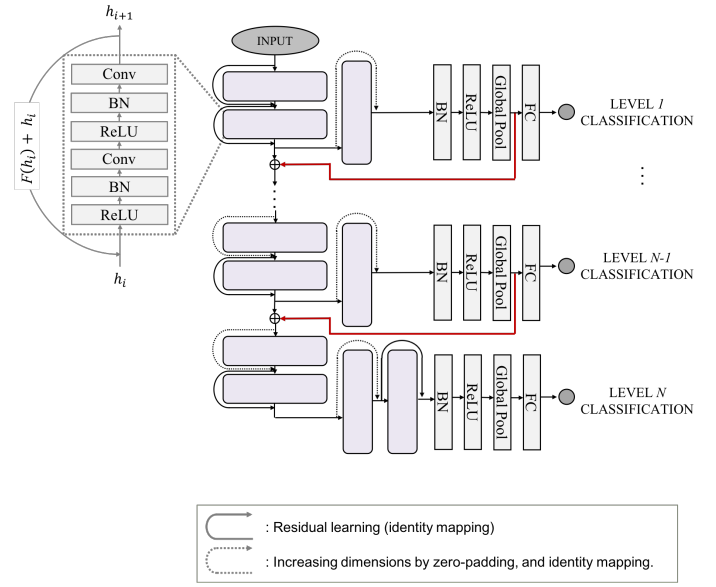 h_{i+1}
F(h_i) + h_i
Conv
BN
ReLU
Conv
BN
ReLU
h_i
INPUT
BN
ReLU
Global Pool
FC
LEVEL 1
CLASSIFICATION
⋮
BN
ReLU
Global Pool
FC
LEVEL N-1
CLASSIFICATION
BN
ReLU
Global Pool
FC
LEVEL N
CLASSIFICATION
: Residual learning (identity mapping)
: Increasing dimensions by zero-padding, and identity mapping.